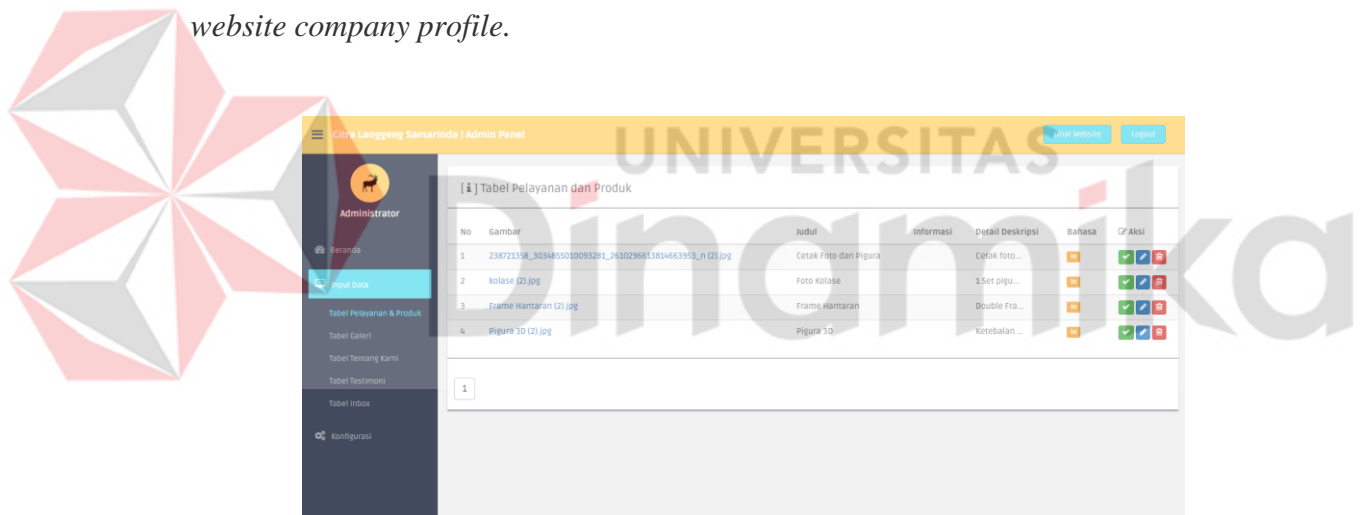 website company profile.
UNIVERSITAS
Dinamika
Citra Langgeng Samarinda | Admin Panel
Lihat Website
Logout
Administrator
Beranda
Input Data
Tabel Pelayanan & Produk
Tabel Galeri
Tabel Tentang Kami
Tabel Testimoni
Tabel Inbox
Konfigurasi
[i] Tabel Pelayanan dan Produk
No Gambar Judul Informasi Detail Deskripsi Bahasa Aksi
1 238721358_3034855010093281_2610296613814663953_n (2).jpg Cetak Foto dan Pigura Cetak foto... in
2 kolase (2).jpg Foto Kolase 1 Set pigu... in
3 Frame Hantaran (2).jpg Frame Hantaran Double Fra... in
4 Pigura 3D (2).jpg Pigura 3D Ketebalan ... in
1